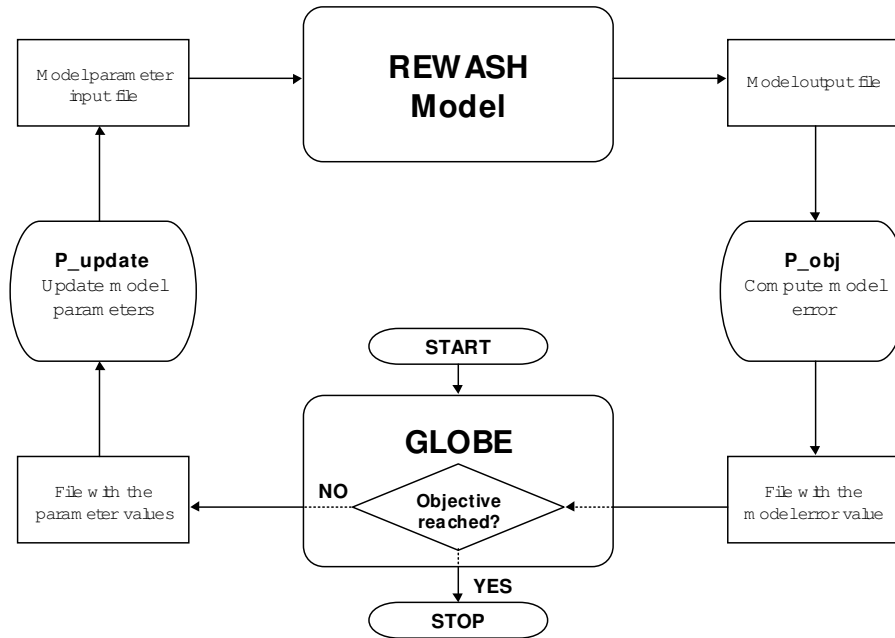 Model parameter
input file
REWASH
Model
Model output file
P_update
Update model
parameters
P_obj
Compute model
error
START
GLOBE
File with the
parameter values
NO
Objective
reached?
File with the
model error value
YES
STOP